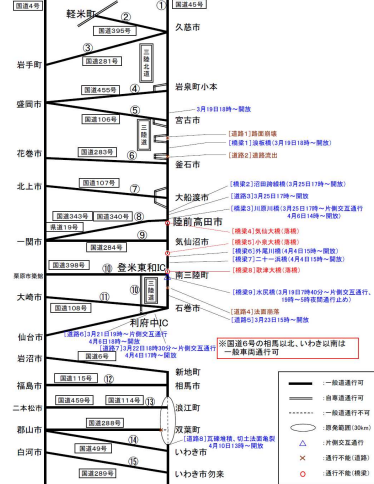 国道4号
①
国道45号
軽米町
②
国道395号
久慈市
③
三陸北道
国道281号
岩手町
国道455号
④
岩泉町小本
盛岡市
⑤
3月19日18時～開放
国道106号
宮古市
三陸道
[道路1]路面崩壊
[橋梁1]浪板橋(3月19日18時～開放)
花巻市
国道283号
⑥
[道路2]道路流出
釜石市
北上市
国道107号
⑦
[橋梁2]沼田跨線橋(3月25日17時～開放)
大船渡市
[道路3]3月25日17時～開放
国道343号
国道340号
⑧
[橋梁3]川原川橋(3月25日17時～片側交互通行
4月6日14時～開放)
県道19号
陸前高田市
[橋梁4]気仙大橋(落橋)
一関市
⑨
気仙沼市
[橋梁5]小泉大橋(落橋)
国道284号
[橋梁6]外尾川橋(4月4日15時～開放)
[橋梁7]二十一浜橋(4月4日15時～開放)
国道398号
⑩
登米東和IC
[橋梁8]歌津大橋(落橋)
栗原市築館
南三陸町
⑩
三陸道
[橋梁9]水尻橋(3月19日7時40分～片側交互通行、
19時～5時夜間通行止め)
大崎市
⑪
国道108号
[道路4]法面崩落
石巻市
[道路5]3月23日15時～開放
利府中IC
仙台市
[道路6]3月21日19時～片側交互通行
4月6日18時～開放
[道路7]3月22日18時30分～片側交互通行
4月4日17時～開放
※国道6号の相馬以北、いわき以南は
一般車両通行可
岩沼市
国道6号
新地町
国道115号
⑫
福島市
相馬市
:一般道通行可
:自専道通行可
国道459号
国道114号
⑬
二本松市
浪江町
:一般道通行不可
国道288号
:原発範囲(30km)
郡山市
双葉町
⑭
[道路8]瓦礫堆積、切土法面亀裂
4月10日13時～開放
△
:片側交互通行
国道49号
白河市
いわき市
×
:通行不能(道路)
⑮
国道289号
いわき市勿来
:通行不能(橋梁)